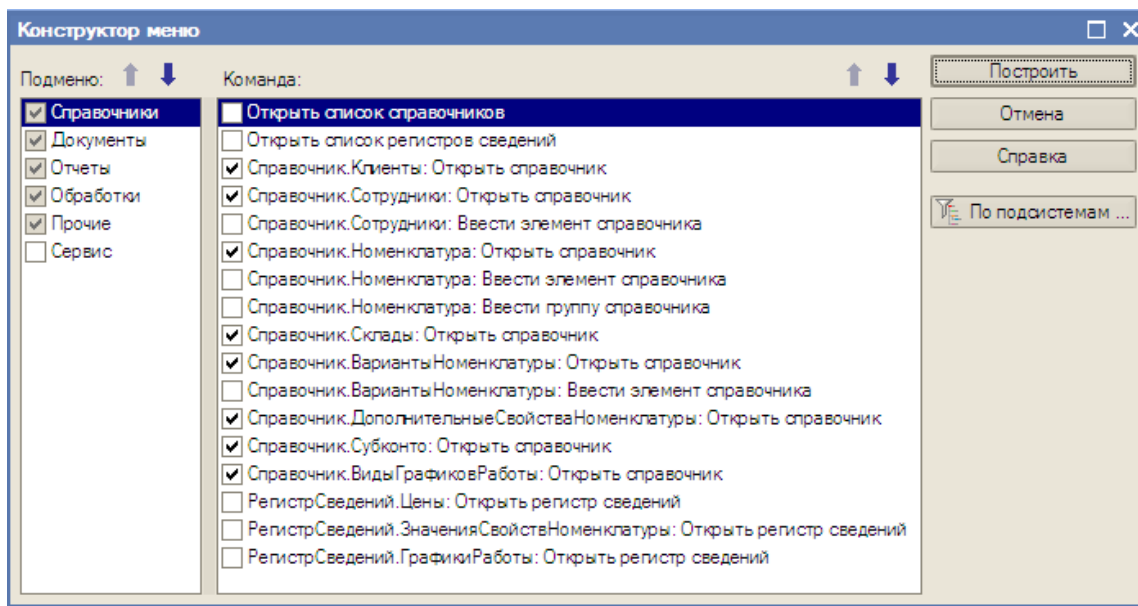 Конструктор меню
Подменю:
Команда:
Построить
Отмена
Справка
По подсистемам ...
Справочники
Документы
Отчеты
Обработки
Прочие
Сервис
Открыть список справочников
Открыть список регистров сведений
Справочник.Клиенты: Открыть справочник
Справочник.Сотрудники: Открыть справочник
Справочник.Сотрудники: Ввести элемент справочника
Справочник.Номенклатура: Открыть справочник
Справочник.Номенклатура: Ввести элемент справочника
Справочник.Номенклатура: Ввести группу справочника
Справочник.Склады: Открыть справочник
Справочник.ВариантыНоменклатуры: Открыть справочник
Справочник.ВариантыНоменклатуры: Ввести элемент справочника
Справочник.ДополнительныеСвойстваНоменклатуры: Открыть справочник
Справочник.Субконто: Открыть справочник
Справочник.ВидыГрафиковРаботы: Открыть справочник
РегистрСведений.Цены: Открыть регистр сведений
РегистрСведений.ЗначенияСвойствНоменклатуры: Открыть регистр сведений
РегистрСведений.ГрафикиРаботы: Открыть регистр сведений